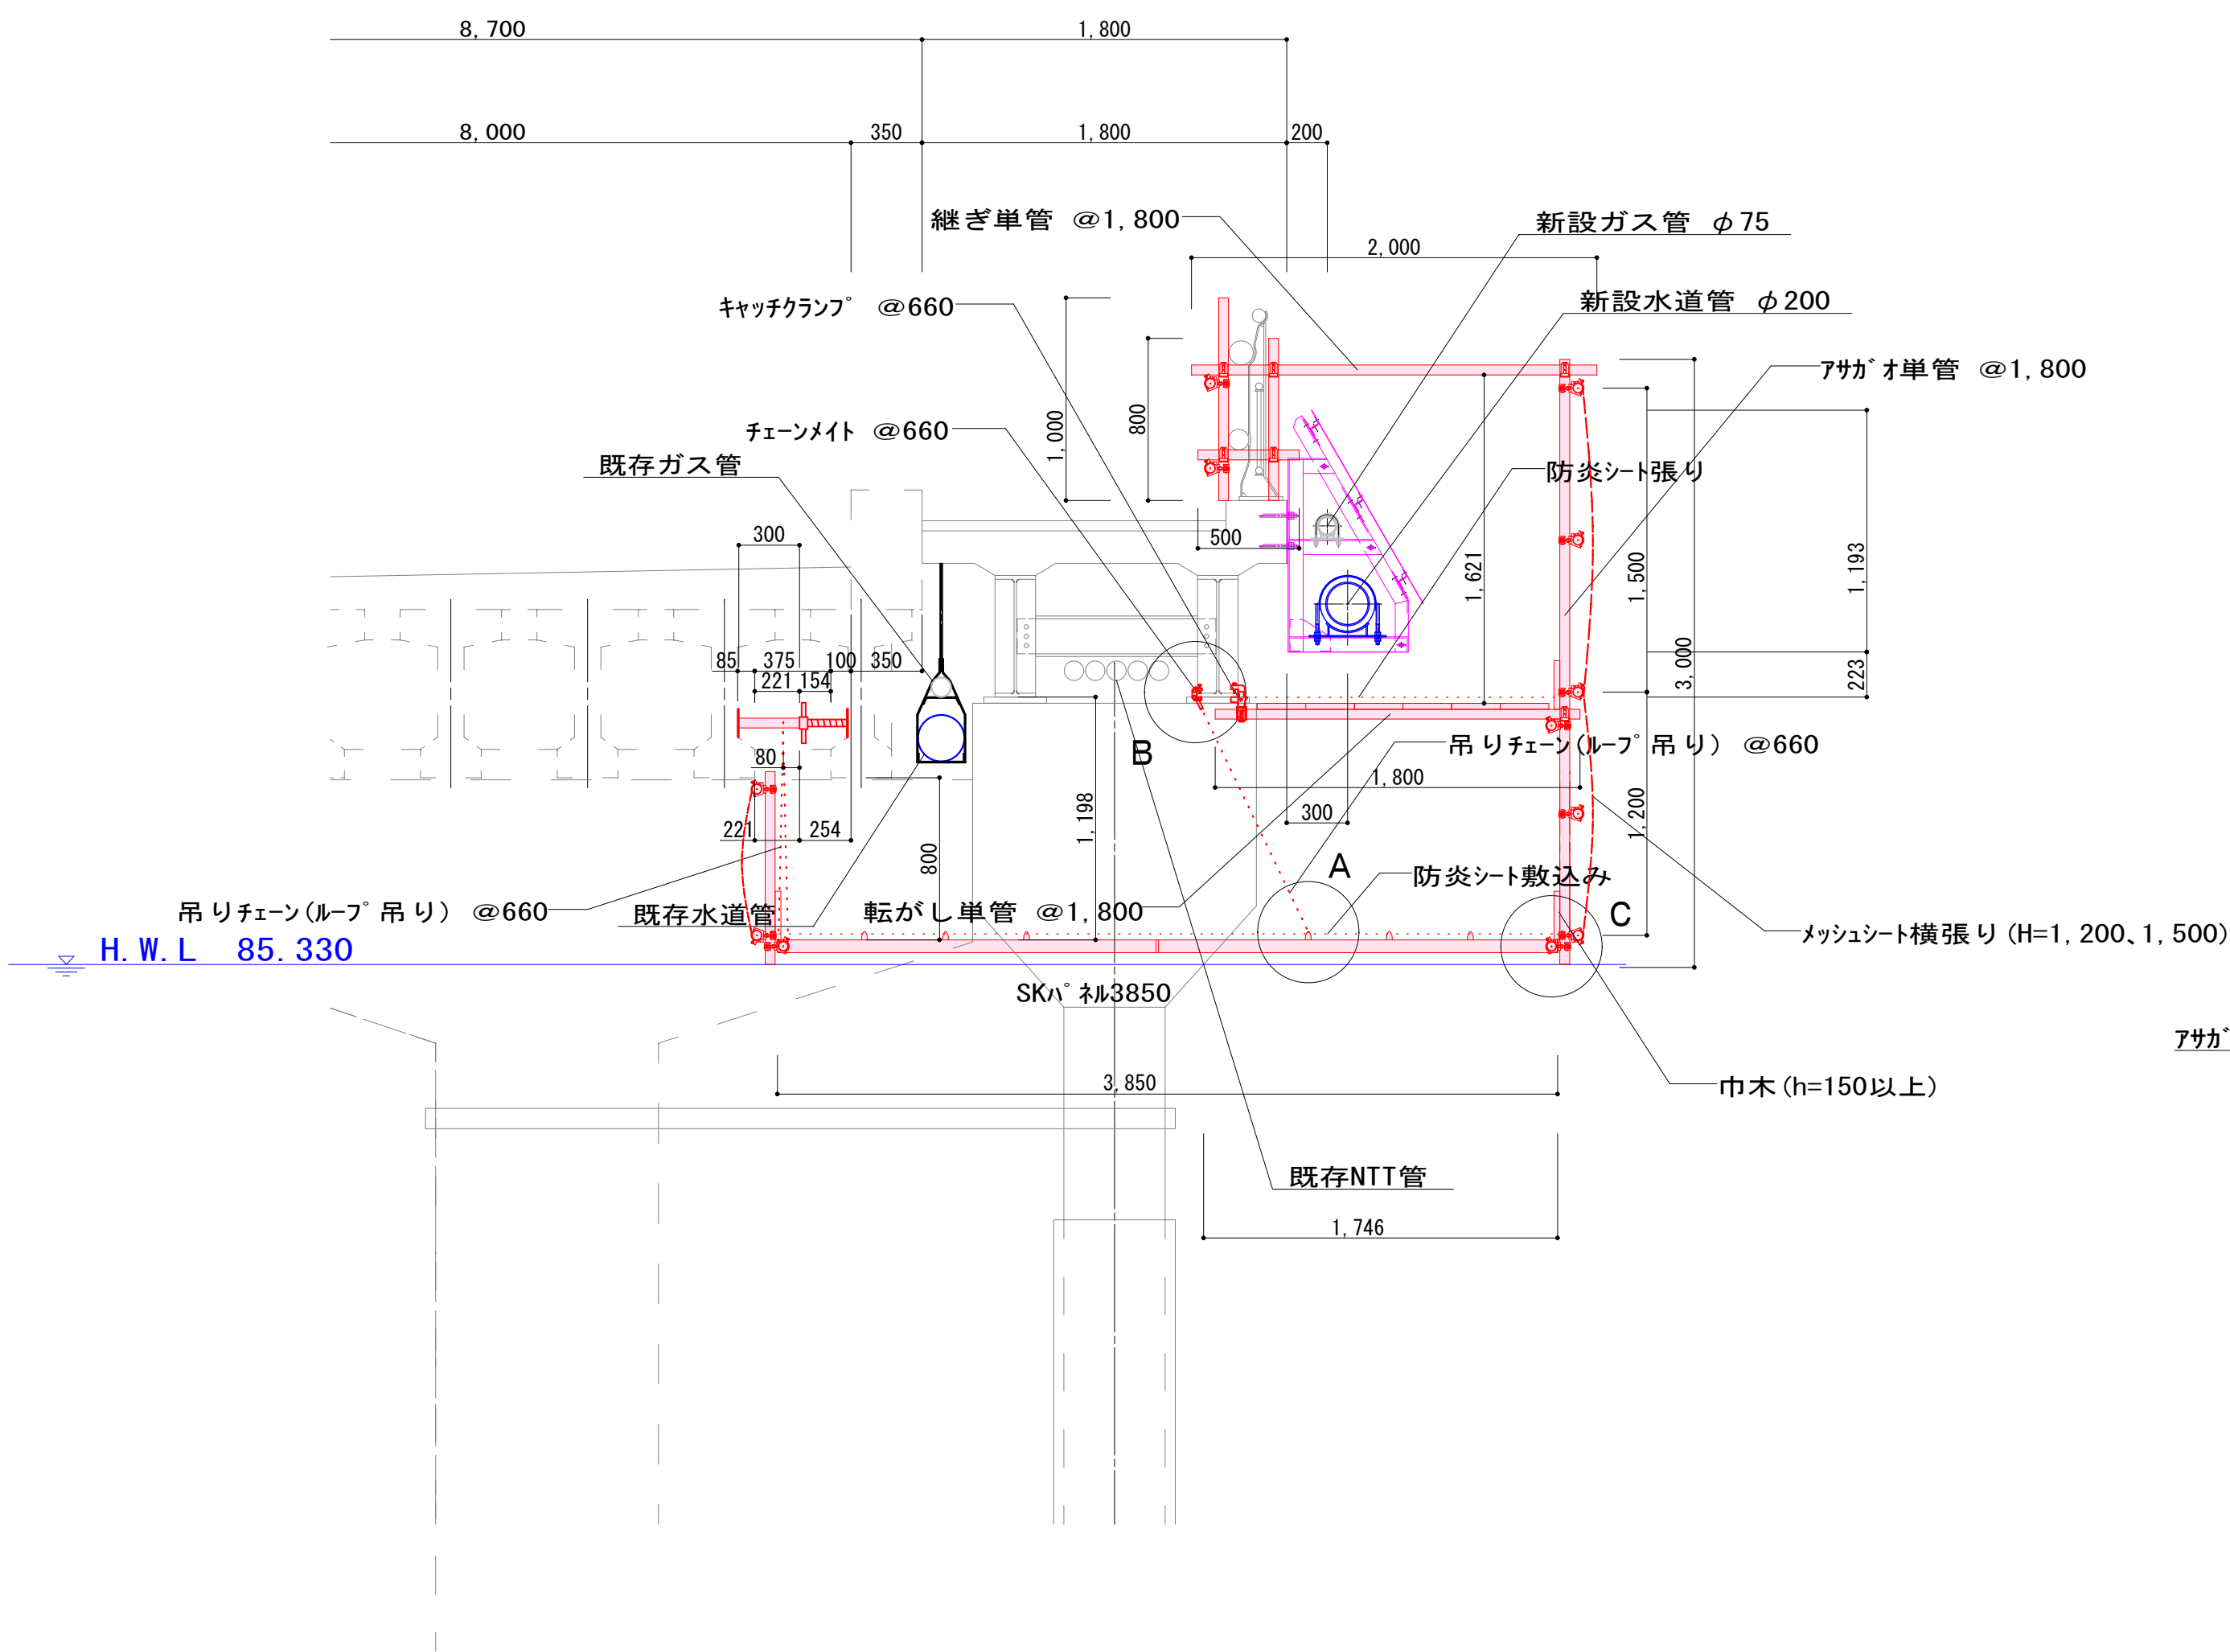 8,700
1,800
8,000
350
1,800
200
継ぎ単管 @1,800
新設ガス管 φ75
2,000
キャッチクランプ @660
新設水道管 φ200
アサガオ単管 @1,800
1,000
800
チェーンメイト @660
既存ガス管
防炎シート張り
300
500
1,621
1,500
1,193
3,000
223
85
375
100
350
221
154
B
吊りチェーン(ループ吊り) @660
80
1,800
1,198
300
1,200
221
254
800
A
防炎シート敷込み
吊りチェーン(ループ吊り) @660
既存水道管
転がし単管 @1,800
C
メッシュシート横張り(H=1,200、1,500)
H.W.L 85.330
SKパネル3850
アサガ
3,850
巾木(h=150以上)
既存NTT管
1,746